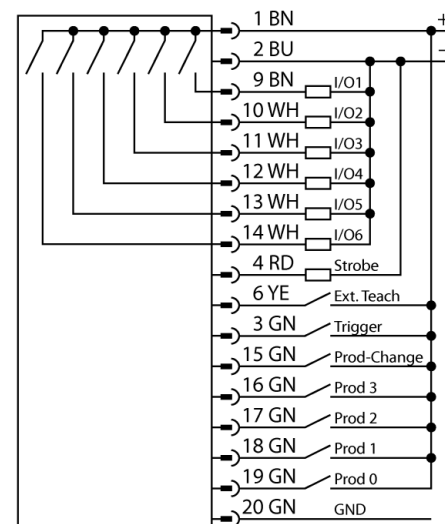 1 BN +
2 BU −
9 BN I/O1
10 WH I/O2
11 WH I/O3
12 WH I/O4
13 WH I/O5
14 WH I/O6
4 RD Strobe
6 YE Ext. Teach
3 GN Trigger
15 GN Prod-Change
16 GN Prod 3
17 GN Prod 2
18 GN Prod 1
19 GN Prod 0
20 GN GND